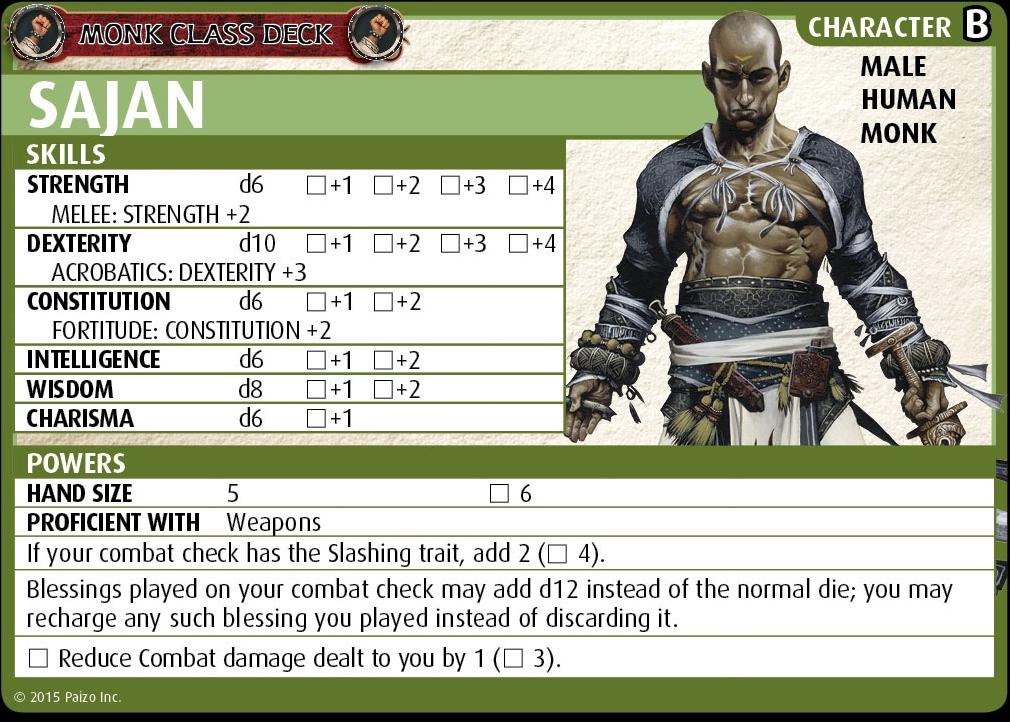 MONK CLASS DECK
CHARACTER B
SAJAN
MALE
HUMAN
MONK
SKILLS
STRENGTH d6 □+1 □+2 □+3 □+4
MELEE: STRENGTH +2
DEXTERITY d10 □+1 □+2 □+3 □+4
ACROBATICS: DEXTERITY +3
CONSTITUTION d6 □+1 □+2
FORTITUDE: CONSTITUTION +2
INTELLIGENCE d6 □+1 □+2
WISDOM d8 □+1 □+2
CHARISMA d6 □+1
POWERS
HAND SIZE 5 □ 6
PROFICIENT WITH Weapons
If your combat check has the Slashing trait, add 2 (□ 4).
Blessings played on your combat check may add d12 instead of the normal die; you may
recharge any such blessing you played instead of discarding it.
□ Reduce Combat damage dealt to you by 1 (□ 3).
© 2015 Paizo Inc.